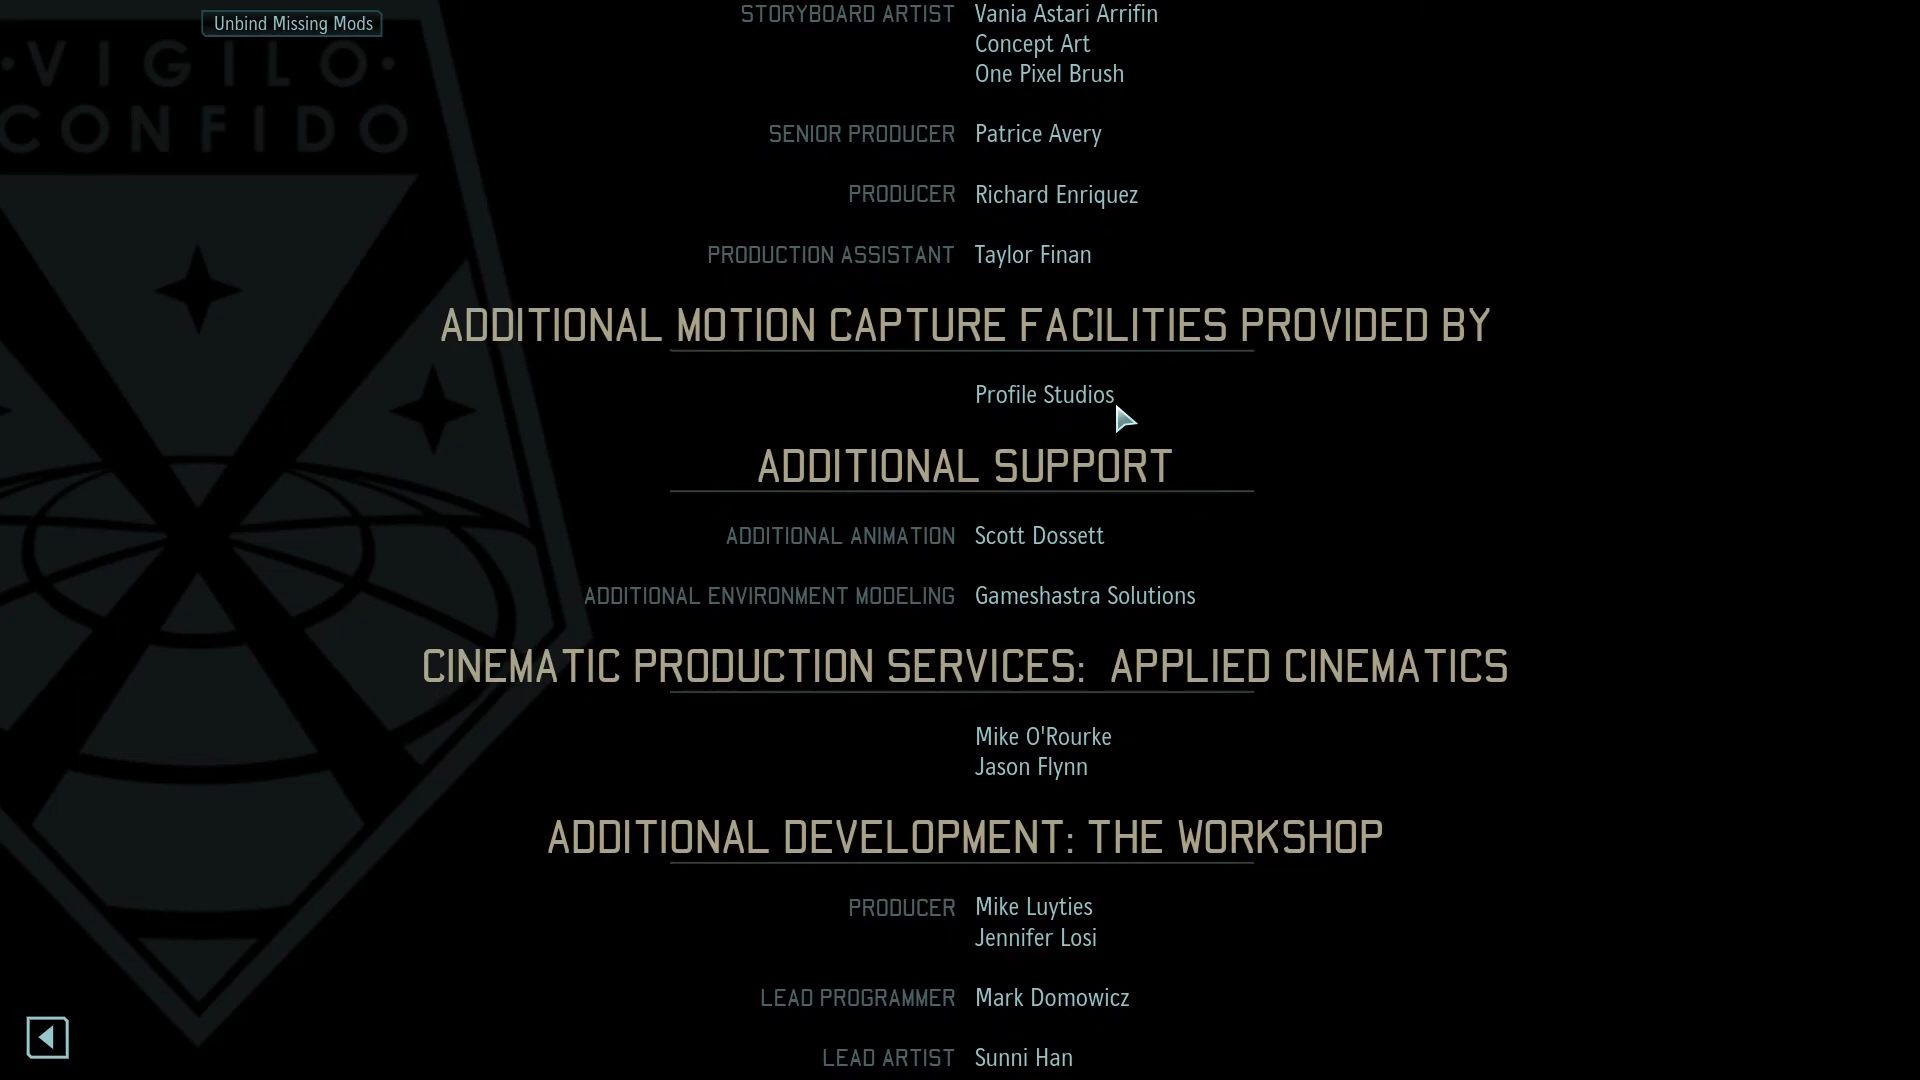 Unbind Missing Mods
·VIGILO·
CONFIDO
STORYBOARD ARTIST Vania Astari Arrifin
Concept Art
One Pixel Brush
SENIOR PRODUCER Patrice Avery
PRODUCER Richard Enriquez
PRODUCTION ASSISTANT Taylor Finan
ADDITIONAL MOTION CAPTURE FACILITIES PROVIDED BY
Profile Studios
ADDITIONAL SUPPORT
ADDITIONAL ANIMATION Scott Dossett
ADDITIONAL ENVIRONMENT MODELING Gameshastra Solutions
CINEMATIC PRODUCTION SERVICES: APPLIED CINEMATICS
Mike O'Rourke
Jason Flynn
ADDITIONAL DEVELOPMENT: THE WORKSHOP
PRODUCER Mike Luyties
Jennifer Losi
LEAD PROGRAMMER Mark Domowicz
LEAD ARTIST Sunni Han